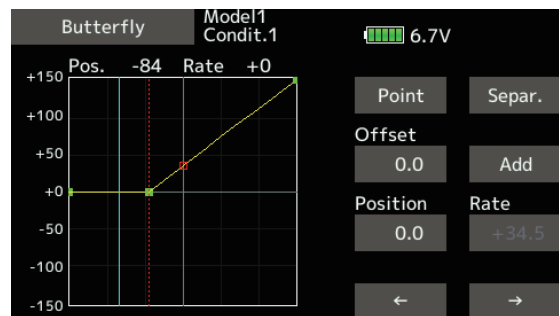 Butterfly
Model1
Condit.1
6.7V
Pos. -84 Rate +0
+150
+100
+50
+0
-50
-100
-150
Point Separ.
Offset
0.0 Add
Position Rate
0.0 +34.5
← →